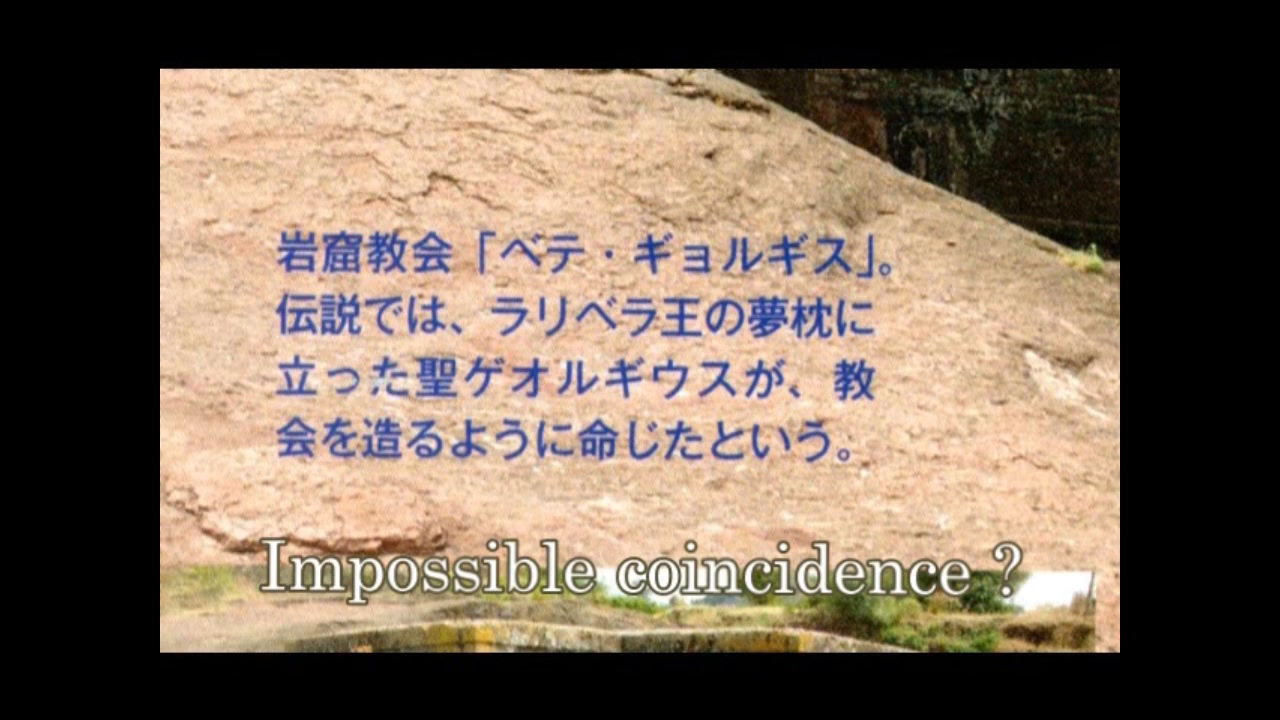 岩窟教会「ベテ・ギョルギス」。
伝説では、ラリベラ王の夢枕に
立った聖ゲオルギウスが、教
会を造るように命じたという。
Impossible coincidence ?